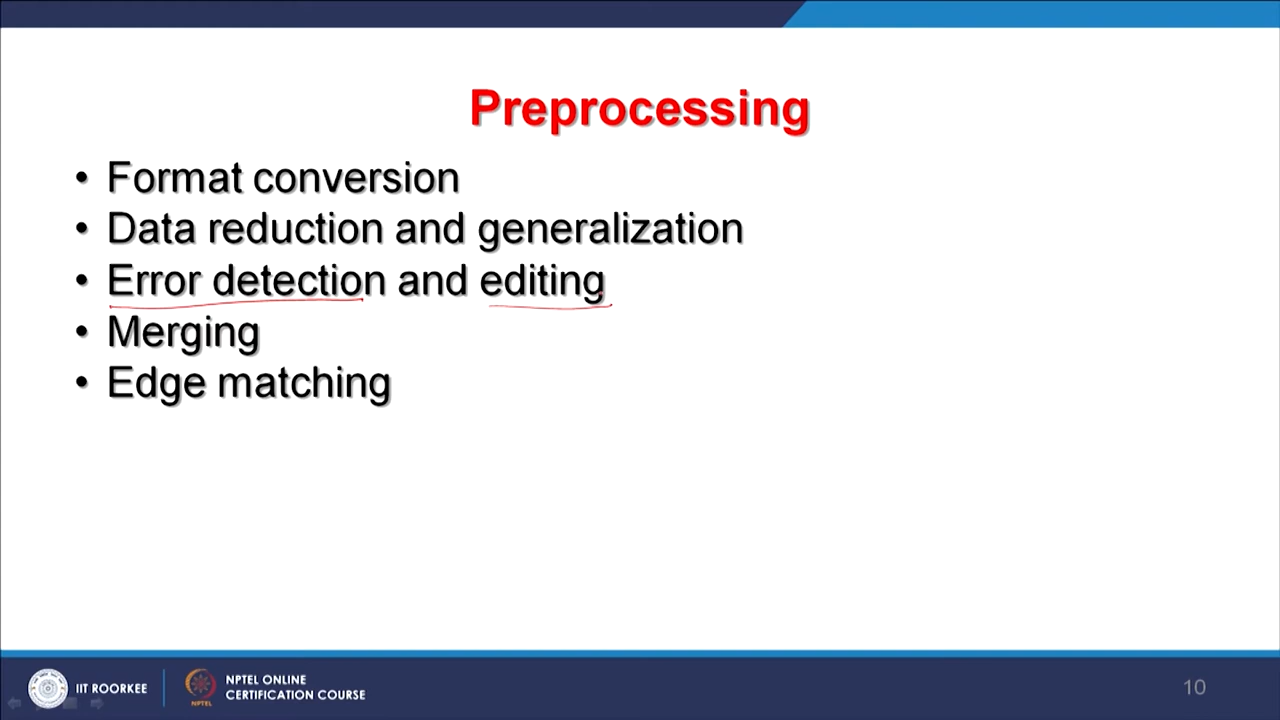 Preprocessing
• Format conversion
• Data reduction and generalization
• Error detection and editing
• Merging
• Edge matching
IIT ROORKEE
NPTEL
NPTEL ONLINE
CERTIFICATION COURSE
10